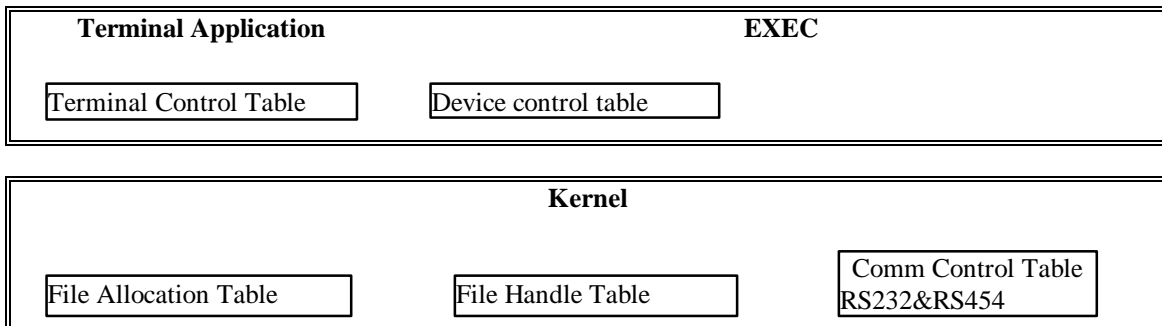 Terminal Application EXEC
Terminal Control Table Device control table
Kernel
Comm Control Table
File Allocation Table File Handle Table RS232&RS454